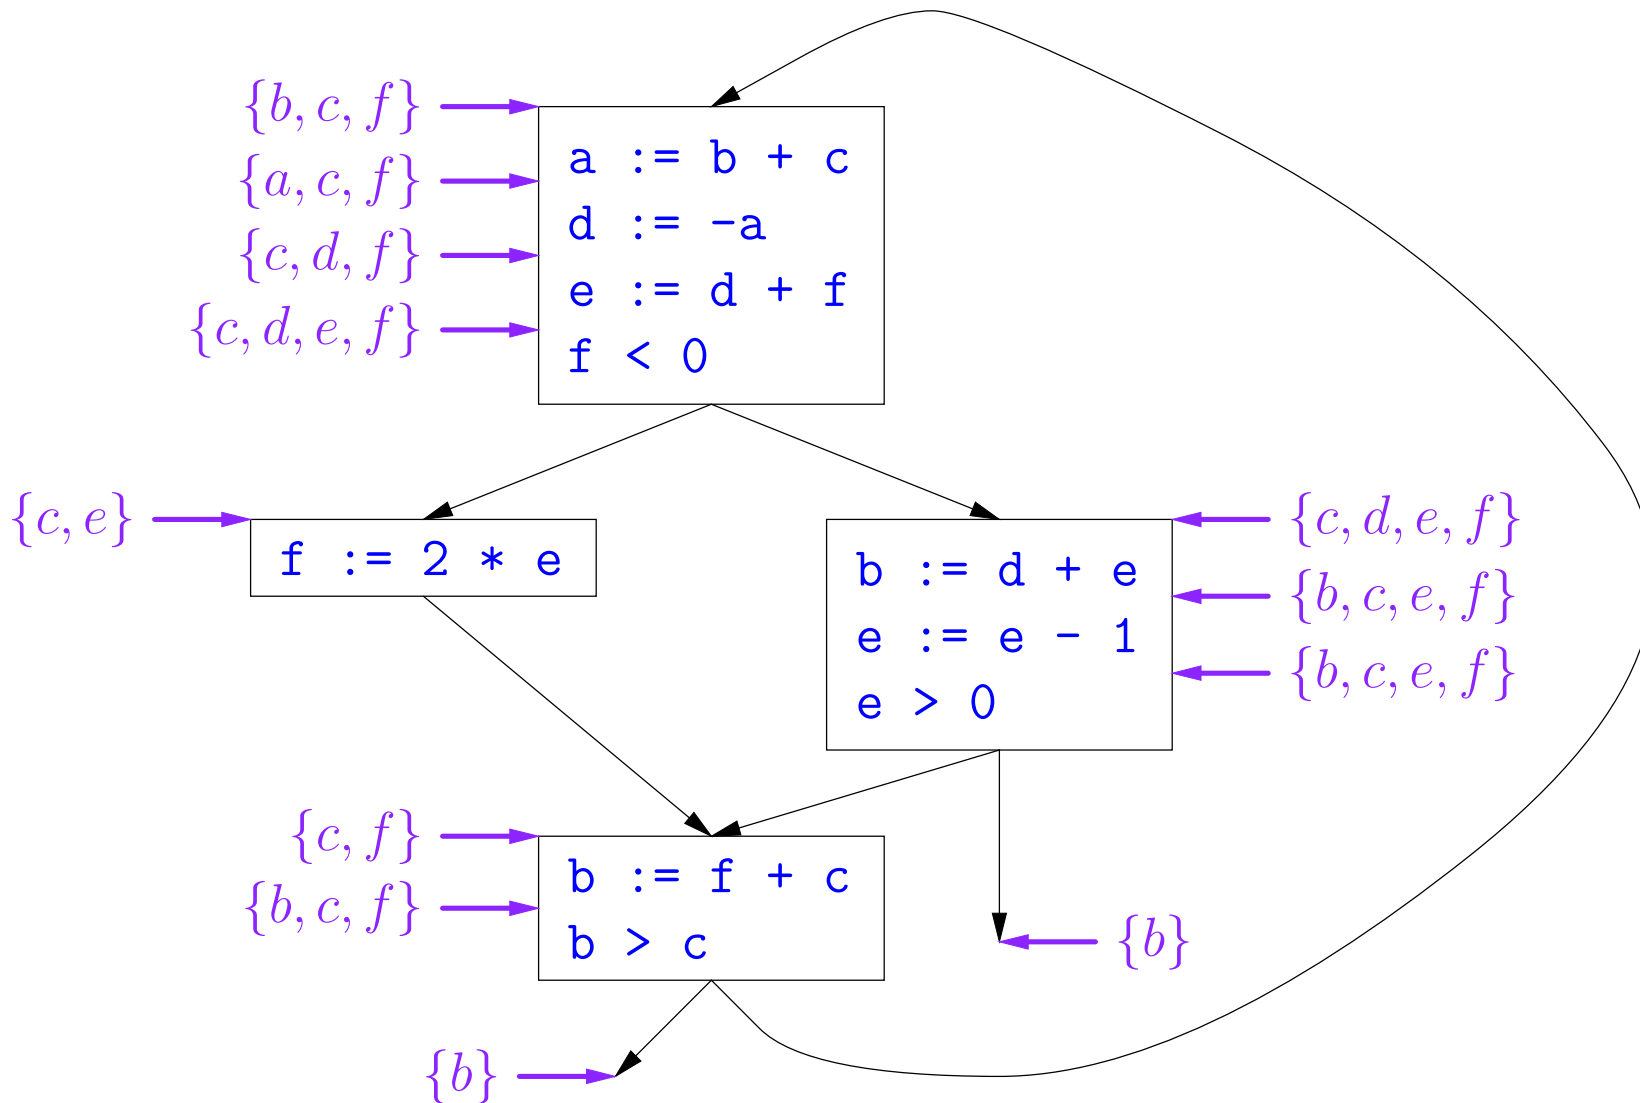 {b, c, f}
a := b + c
{a, c, f}
d := -a
{c, d, f}
e := d + f
{c, d, e, f}
f < 0
{c, e}
f := 2 * e
{c, d, e, f}
b := d + e
{b, c, e, f}
e := e - 1
{b, c, e, f}
e > 0
{c, f}
b := f + c
{b, c, f}
b > c
{b}
{b}